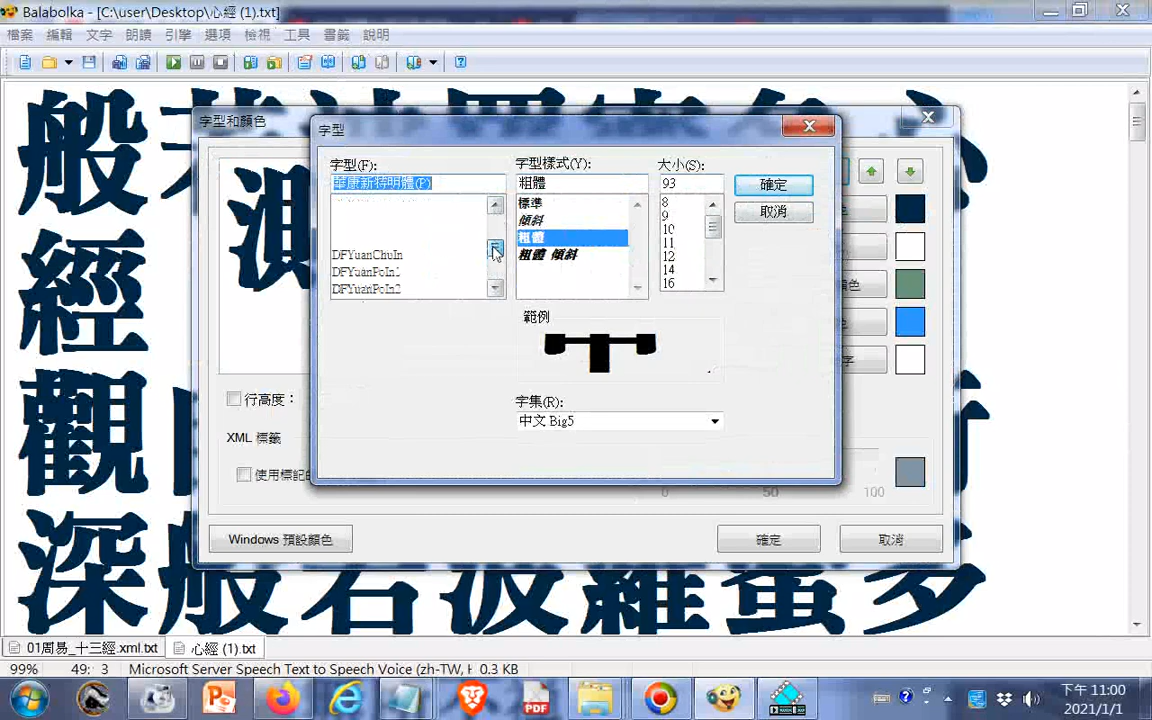 Balabolka - [C:\user\Desktop\心經 (1).txt]
檔案 編輯 文字 朗讀 引擎 選項 檢視 工具 書籤 說明
字型和顏色
字型
字型(F):
字型樣式(Y):
大小(S):
華康新特明體(P)
粗體
93
確定
取消
DFYuanChuIn
DFYuanPoIn1
DFYuanPoIn2
標準
傾斜
粗體
粗體 傾斜
8
9
10
11
12
14
16
範例
字集(R):
中文 Big5
行高度：
XML 標籤
使用標記的
0 50 100
Windows 預設顏色
確定
取消
般
測
經
觀
深般若波羅蜜多
01周易_十三經.xml.txt
心經 (1).txt
99%
49: 3
Microsoft Server Speech Text to Speech Voice (zh-TW, H
0.3 KB
PDF
下午 11:00
2021/1/1